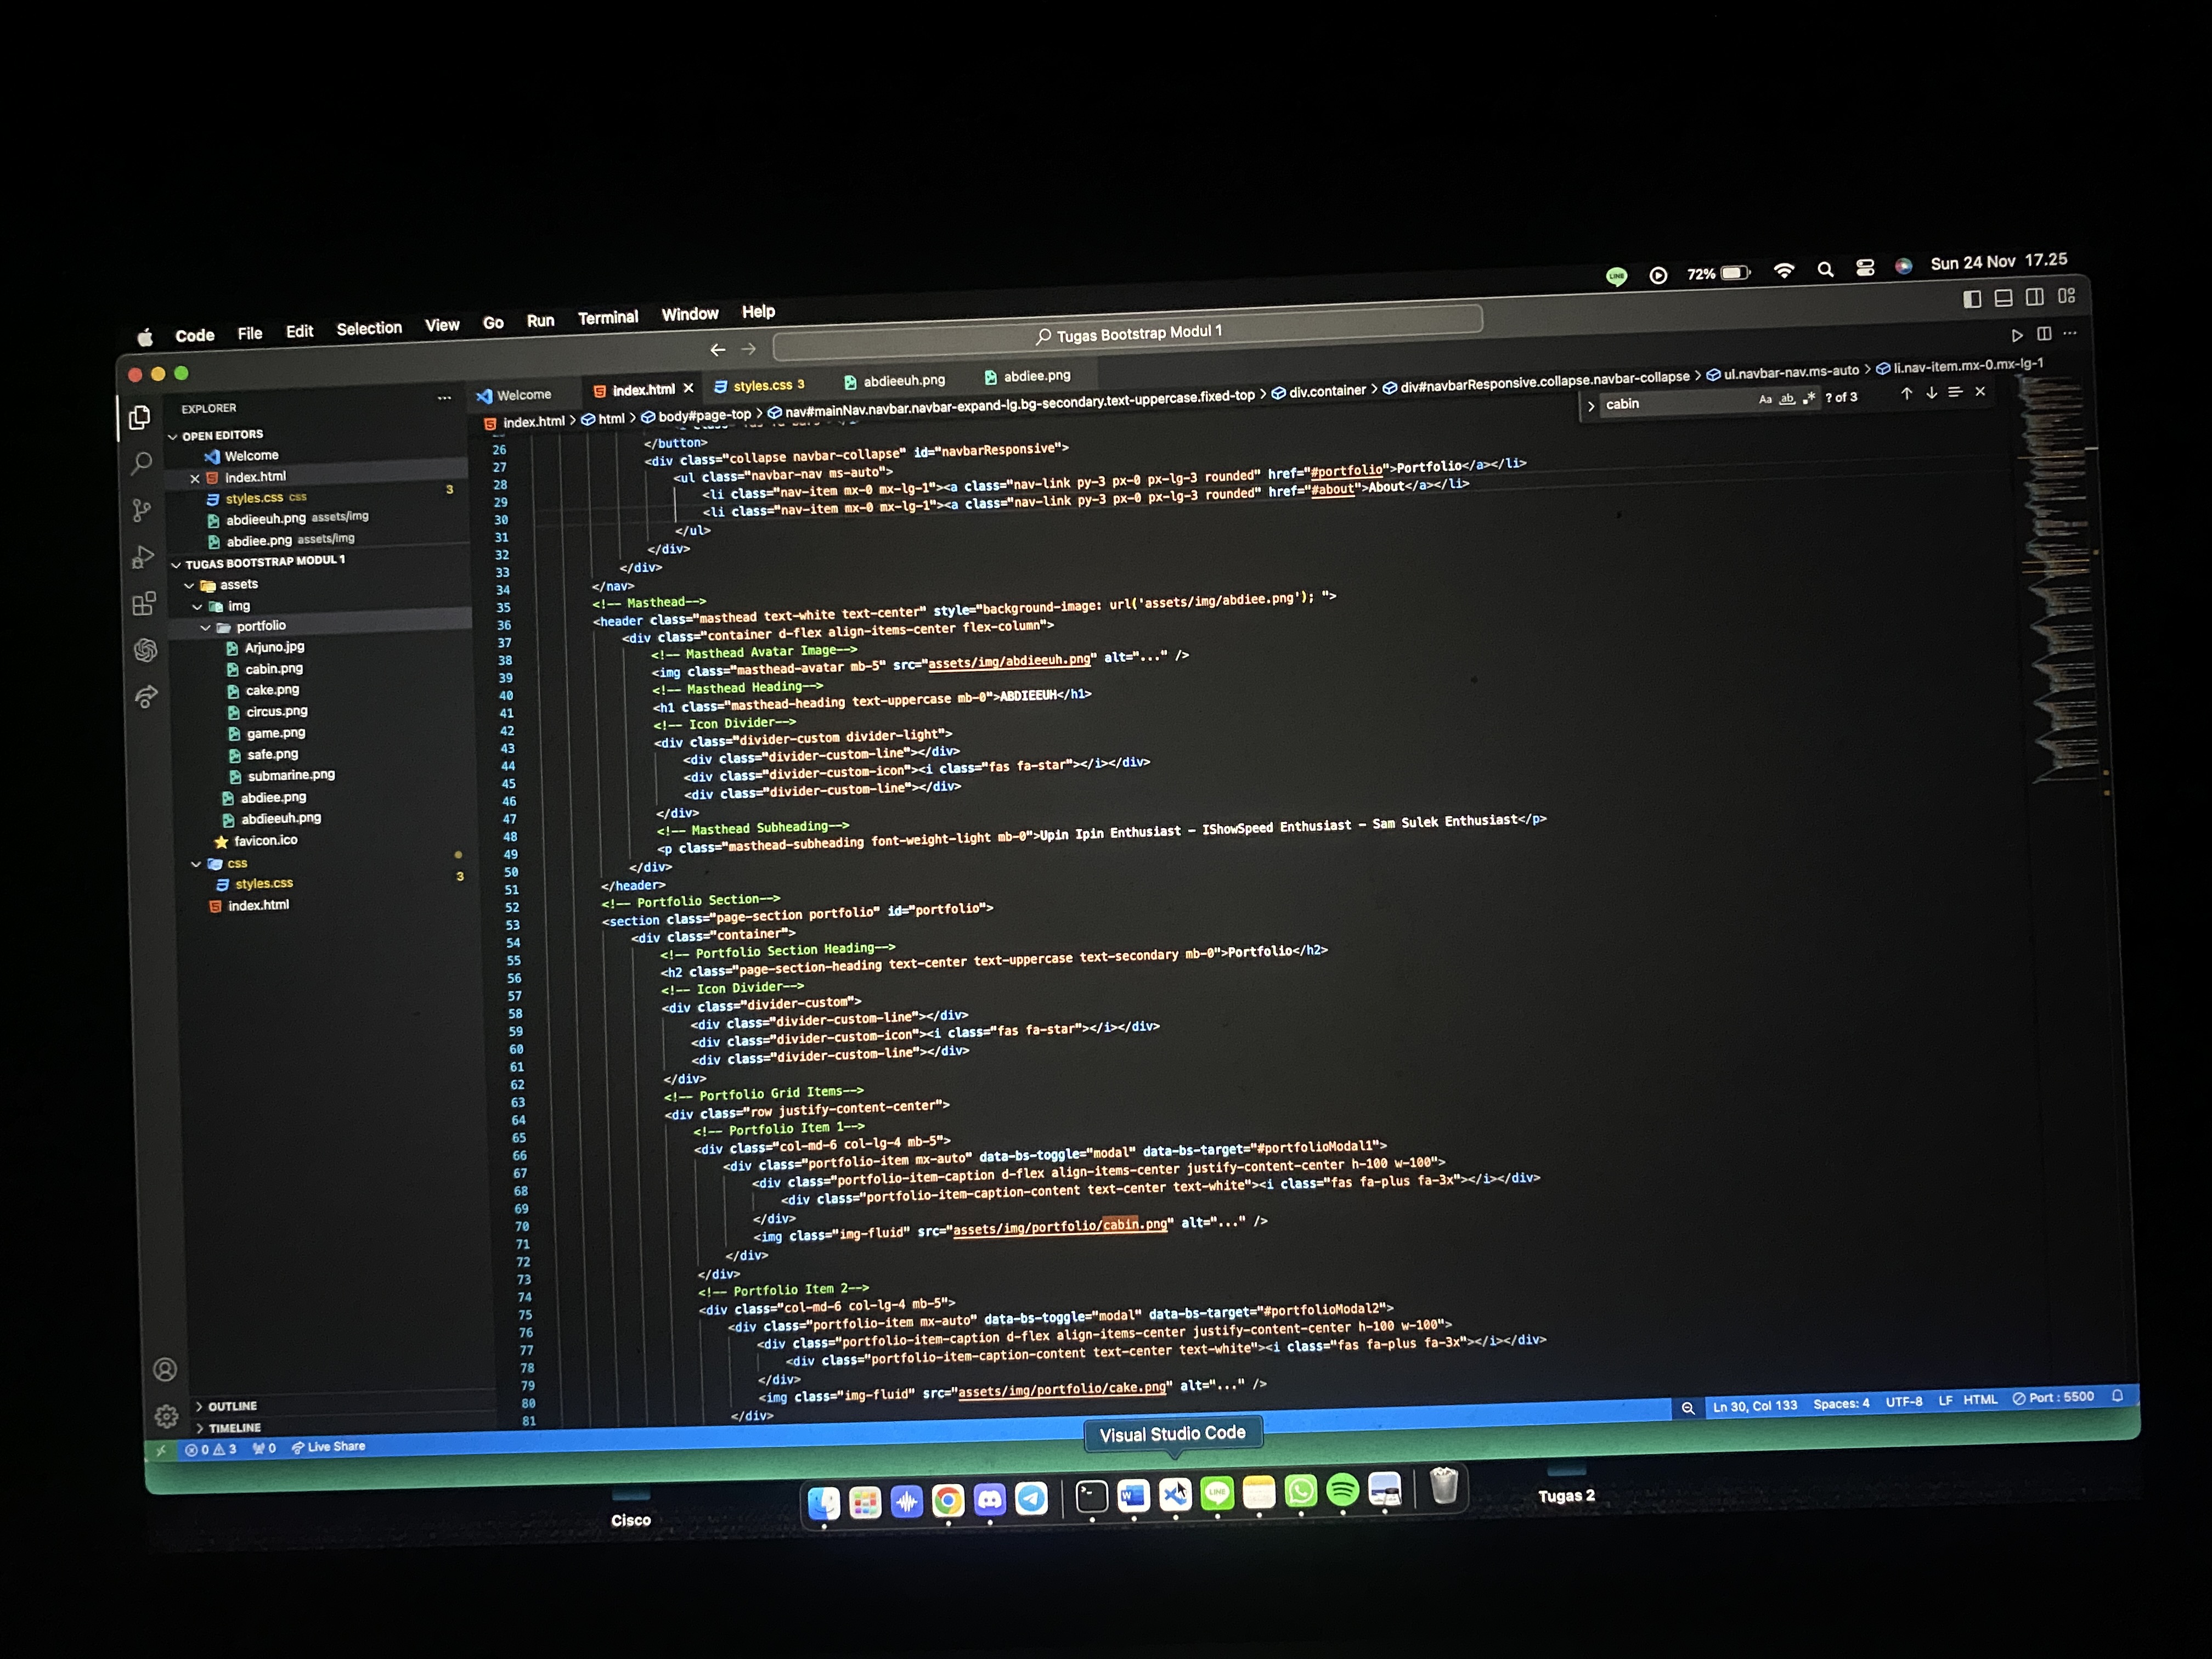 72%
Sun 24 Nov 17.25
Code File Edit Selection View Go Run Terminal Window Help
Tugas Bootstrap Modul 1
EXPLORER
OPEN EDITORS
Welcome
index.html
styles.css css 3
abdieeuh.png assets/img
abdiee.png assets/img
TUGAS BOOTSTRAP MODUL 1
assets
img
portfolio
Arjuno.jpg
cabin.png
cake.png
circus.png
game.png
safe.png
submarine.png
abdiee.png
abdieeuh.png
favicon.ico
css
styles.css 3
index.html
OUTLINE
TIMELINE
Welcome index.html styles.css 3 abdieeuh.png abdiee.png
index.html > html > body#page-top > nav#mainNav.navbar.navbar-expand-lg.bg-secondary.text-uppercase.fixed-top > div.container > div#navbarResponsive.collapse.navbar-collapse > ul.navbar-nav.ms-auto > li.nav-item.mx-0.mx-lg-1
cabin Aa ab ? of 3
26 </button>
27 <div class="collapse navbar-collapse" id="navbarResponsive">
28 <ul class="navbar-nav ms-auto">
29 <li class="nav-item mx-0 mx-lg-1"><a class="nav-link py-3 px-0 px-lg-3 rounded" href="#portfolio">Portfolio</a></li>
30 <li class="nav-item mx-0 mx-lg-1"><a class="nav-link py-3 px-0 px-lg-3 rounded" href="#about">About</a></li>
31 </ul>
32 </div>
33 </div>
34 </nav>
35 <!-- Masthead-->
36 <header class="masthead text-white text-center" style="background-image: url('assets/img/abdiee.png'); ">
37 <div class="container d-flex align-items-center flex-column">
38 <!-- Masthead Avatar Image-->
39 <img class="masthead-avatar mb-5" src="assets/img/abdieeuh.png" alt="..." />
40 <!-- Masthead Heading-->
41 <h1 class="masthead-heading text-uppercase mb-0">ABDIEEUH</h1>
42 <!-- Icon Divider-->
43 <div class="divider-custom divider-light">
44 <div class="divider-custom-line"></div>
45 <div class="divider-custom-icon"><i class="fas fa-star"></i></div>
46 <div class="divider-custom-line"></div>
47 </div>
48 <!-- Masthead Subheading-->
49 <p class="masthead-subheading font-weight-light mb-0">Upin Ipin Enthusiast - IShowSpeed Enthusiast - Sam Sulek Enthusiast</p>
50 </div>
51 </header>
52 <!-- Portfolio Section-->
53 <section class="page-section portfolio" id="portfolio">
54 <div class="container">
55 <!-- Portfolio Section Heading-->
56 <h2 class="page-section-heading text-center text-uppercase text-secondary mb-0">Portfolio</h2>
57 <!-- Icon Divider-->
58 <div class="divider-custom">
59 <div class="divider-custom-line"></div>
60 <div class="divider-custom-icon"><i class="fas fa-star"></i></div>
61 <div class="divider-custom-line"></div>
62 </div>
63 <!-- Portfolio Grid Items-->
64 <div class="row justify-content-center">
65 <!-- Portfolio Item 1-->
66 <div class="col-md-6 col-lg-4 mb-5">
67 <div class="portfolio-item mx-auto" data-bs-toggle="modal" data-bs-target="#portfolioModal1">
68 <div class="portfolio-item-caption d-flex align-items-center justify-content-center h-100 w-100">
69 <div class="portfolio-item-caption-content text-center text-white"><i class="fas fa-plus fa-3x"></i></div>
70 </div>
71 <img class="img-fluid" src="assets/img/portfolio/cabin.png" alt="..." />
72 </div>
73 </div>
74 <!-- Portfolio Item 2-->
75 <div class="col-md-6 col-lg-4 mb-5">
76 <div class="portfolio-item mx-auto" data-bs-toggle="modal" data-bs-target="#portfolioModal2">
77 <div class="portfolio-item-caption d-flex align-items-center justify-content-center h-100 w-100">
78 <div class="portfolio-item-caption-content text-center text-white"><i class="fas fa-plus fa-3x"></i></div>
79 </div>
80 <img class="img-fluid" src="assets/img/portfolio/cake.png" alt="..." />
81 </div>
0 3 0 Live Share
Ln 30, Col 133 Spaces: 4 UTF-8 LF HTML Port : 5500
Visual Studio Code
Cisco
Tugas 2